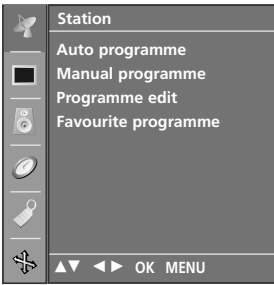 Station
Auto programme
Manual programme
Programme edit
Favourite programme
▲▼ ◄► OK MENU